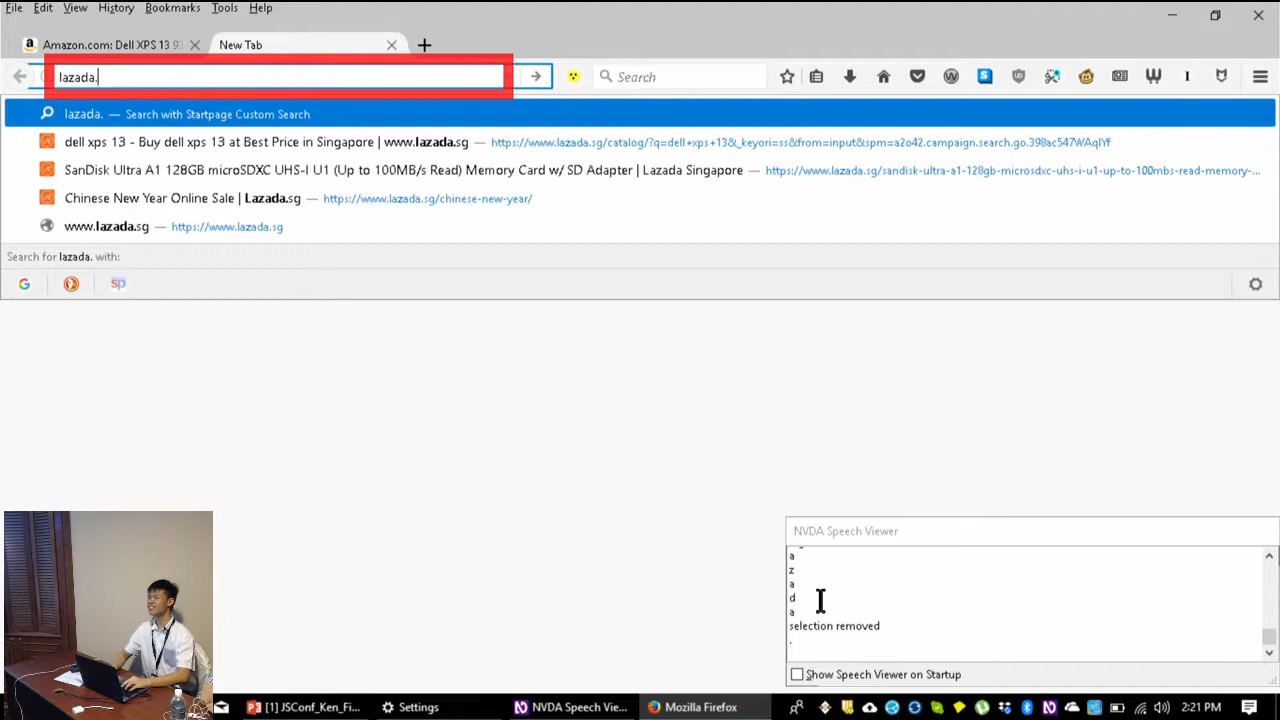 File Edit View History Bookmarks Tools Help
Amazon.com: Dell XPS 13 9
New Tab
lazada.
Search
lazada. — Search with Startpage Custom Search
dell xps 13 - Buy dell xps 13 at Best Price in Singapore | www.lazada.sg — https://www.lazada.sg/catalog/?q=dell+xps+13&_keyori=ss&from=input&spm=a2o42.campaign.search.go.398ac547WAqlYf
SanDisk Ultra A1 128GB microSDXC UHS-I U1 (Up to 100MB/s Read) Memory Card w/ SD Adapter | Lazada Singapore — https://www.lazada.sg/sandisk-ultra-a1-128gb-microsdxc-uhs-i-u1-up-to-100mbs-read-memory-...
Chinese New Year Online Sale | Lazada.sg — https://www.lazada.sg/chinese-new-year/
www.lazada.sg — https://www.lazada.sg
Search for lazada. with:
sp
NVDA Speech Viewer
a
z
a
d
a
selection removed
.
Show Speech Viewer on Startup
[1] JSConf_Ken_Fi...
Settings
NVDA Speech Vie...
Mozilla Firefox
2:21 PM